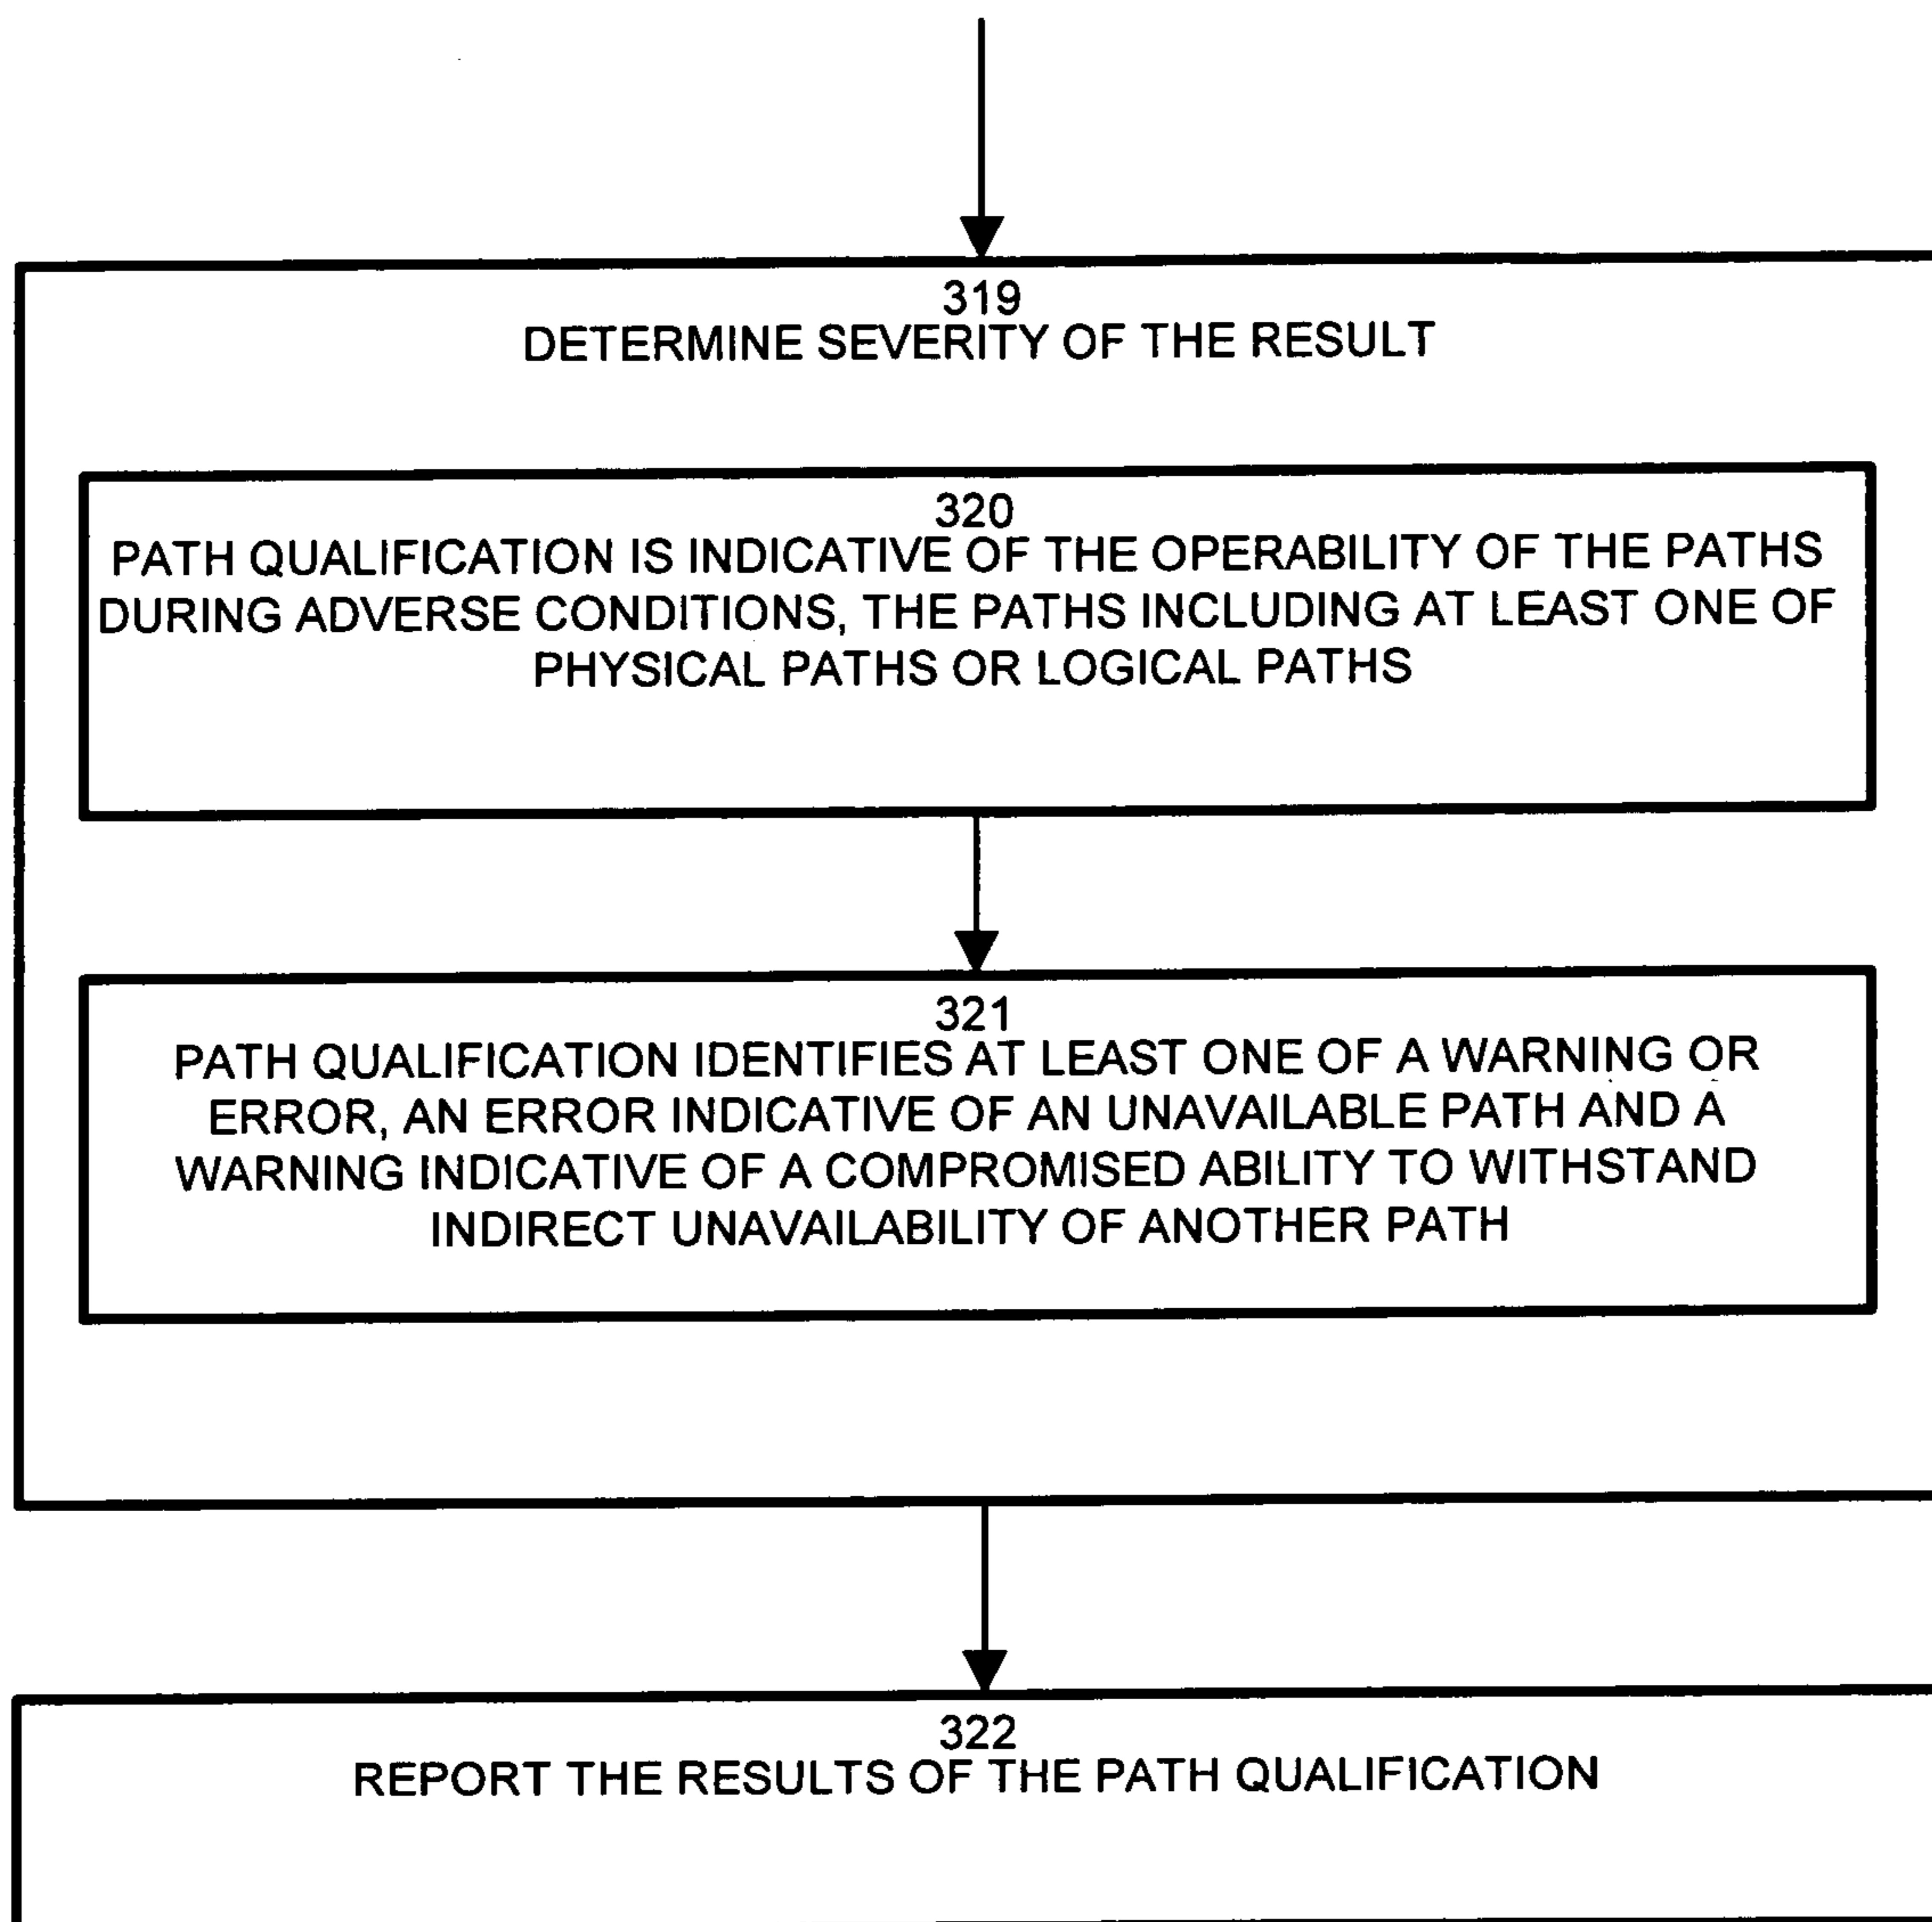 319
DETERMINE SEVERITY OF THE RESULT
320
PATH QUALIFICATION IS INDICATIVE OF THE OPERABILITY OF THE PATHS
DURING ADVERSE CONDITIONS, THE PATHS INCLUDING AT LEAST ONE OF
PHYSICAL PATHS OR LOGICAL PATHS
321
PATH QUALIFICATION IDENTIFIES AT LEAST ONE OF A WARNING OR
ERROR, AN ERROR INDICATIVE OF AN UNAVAILABLE PATH AND A
WARNING INDICATIVE OF A COMPROMISED ABILITY TO WITHSTAND
INDIRECT UNAVAILABILITY OF ANOTHER PATH
322
REPORT THE RESULTS OF THE PATH QUALIFICATION